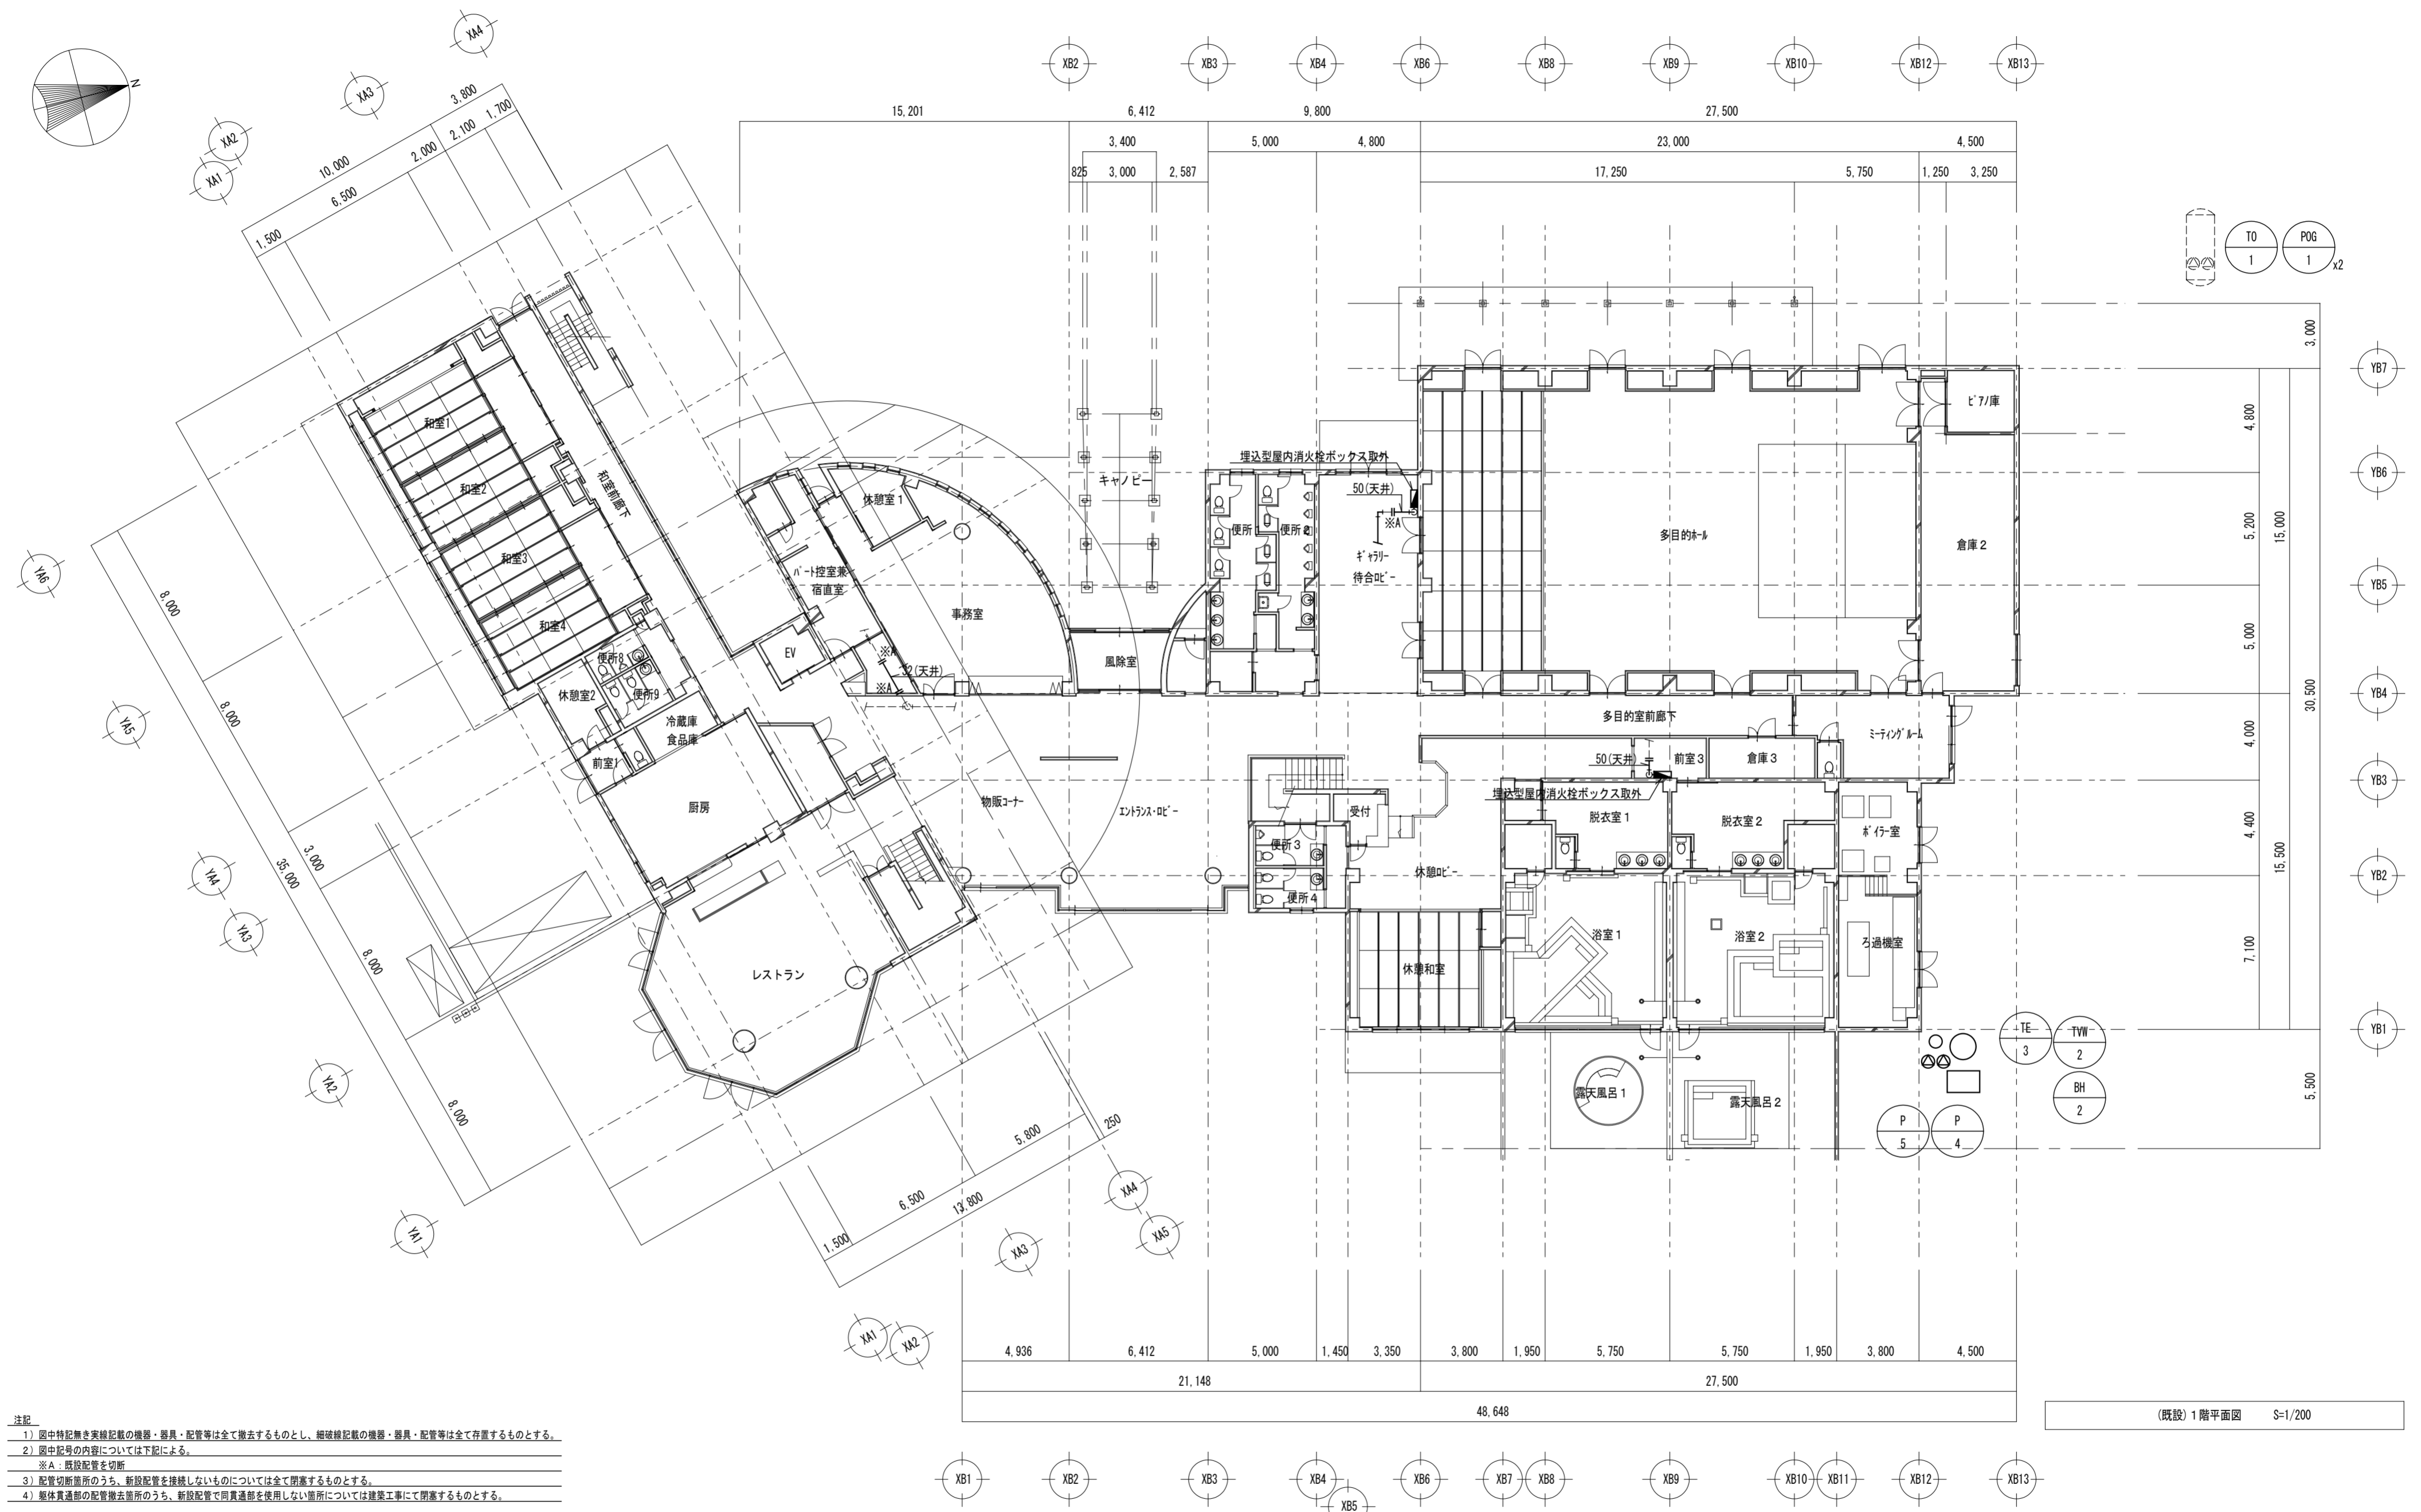 XA4
XA3
XA2
XA1
N
XB2
XB3
XB4
XB6
XB8
XB9
XB10
XB12
XB13
3,800
1,700
2,100
2,000
10,000
6,500
1,500
15,201
6,412
9,800
27,500
3,400
5,000
4,800
23,000
4,500
825
3,000
2,587
17,250
5,750
1,250
3,250
TO
1
POG
1
x2
3,000
YB7
4,800
YB6
5,200
15,000
YB5
5,000
30,500
YB4
4,000
YB3
4,400
15,500
YB2
7,100
YB1
5,500
YA6
8,000
YA5
8,000
3,000
YA4
35,000
YA3
8,000
YA2
8,000
YA1
和室1
和室2
和室3
和室4
和室前廊下
便所8
便所9
休憩室2
冷蔵庫
食品庫
前室1
厨房
レストラン
EV
パート控室兼
宿直室
休憩室1
事務室
※A
32(天井)
※A
キャノピー
風除室
便所1
便所2
埋込型屋内消火栓ボックス取外
50(天井)
※A
ギャラリー
待合ロビー
多目的ホール
ピアノ庫
倉庫2
多目的室前廊下
ミーティングルーム
50(天井)
前室3
倉庫3
埋込型屋内消火栓ボックス取外
物販コーナー
エントランス・ロビー
受付
便所3
便所4
休憩ロビー
脱衣室1
脱衣室2
ボイラー室
休憩和室
浴室1
浴室2
ろ過機室
露天風呂1
露天風呂2
TE
3
TVW
2
BH
2
P
5
P
4
250
5,800
6,500
13,800
1,500
XA4
XA5
XA3
XA1
XA2
4,936
6,412
5,000
1,450
3,350
3,800
1,950
5,750
5,750
1,950
3,800
4,500
21,148
27,500
48,648
XB1
XB2
XB3
XB4
XB5
XB6
XB7
XB8
XB9
XB10
XB11
XB12
XB13
(既設)1階平面図 S=1/200
注記
1) 図中特記無き実線記載の機器・器具・配管等は全て撤去するものとし、細破線記載の機器・器具・配管等は全て存置するものとする。
2) 図中記号の内容については下記による。
※A:既設配管を切断
3) 配管切断箇所のうち、新設配管を接続しないものについては全て閉塞するものとする。
4) 躯体貫通部の配管撤去箇所のうち、新設配管で同貫通部を使用しない箇所については建築工事にて閉塞するものとする。